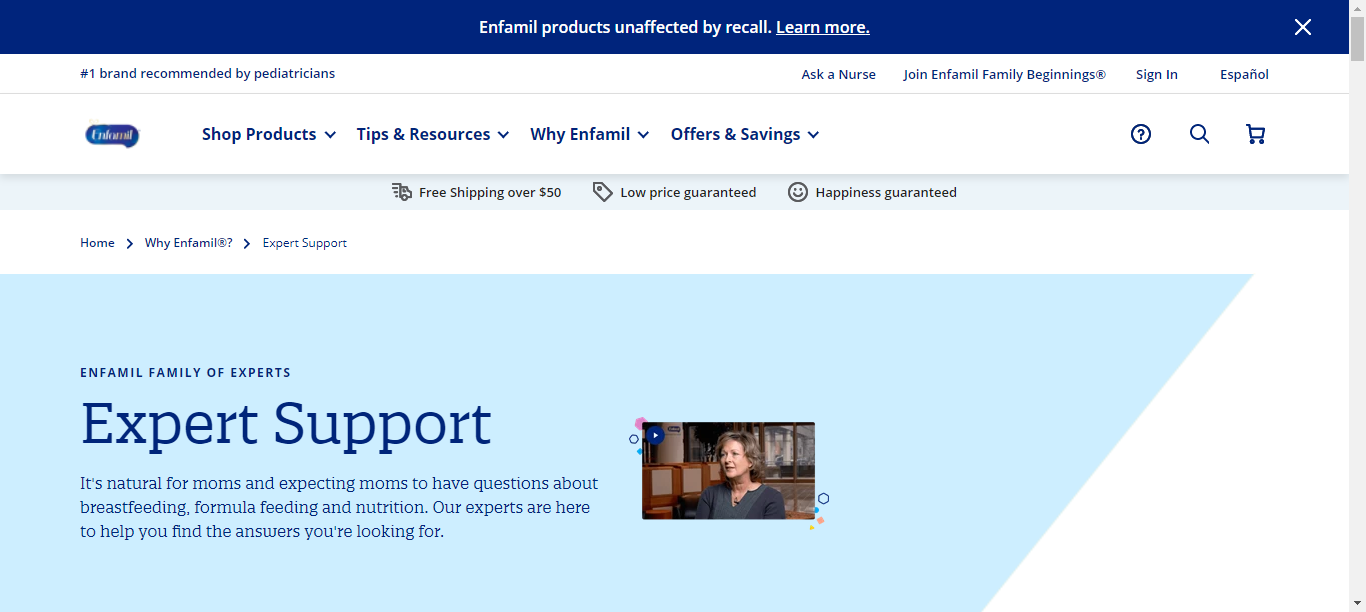 Enfamil products unaffected by recall. Learn more.
#1 brand recommended by pediatricians
Ask a Nurse
Join Enfamil Family Beginnings®
Sign In
Español
Enfamil
Shop Products
Tips & Resources
Why Enfamil
Offers & Savings
Free Shipping over $50
Low price guaranteed
Happiness guaranteed
Home
Why Enfamil®?
Expert Support
ENFAMIL FAMILY OF EXPERTS
Expert Support
It's natural for moms and expecting moms to have questions about
breastfeeding, formula feeding and nutrition. Our experts are here
to help you find the answers you're looking for.